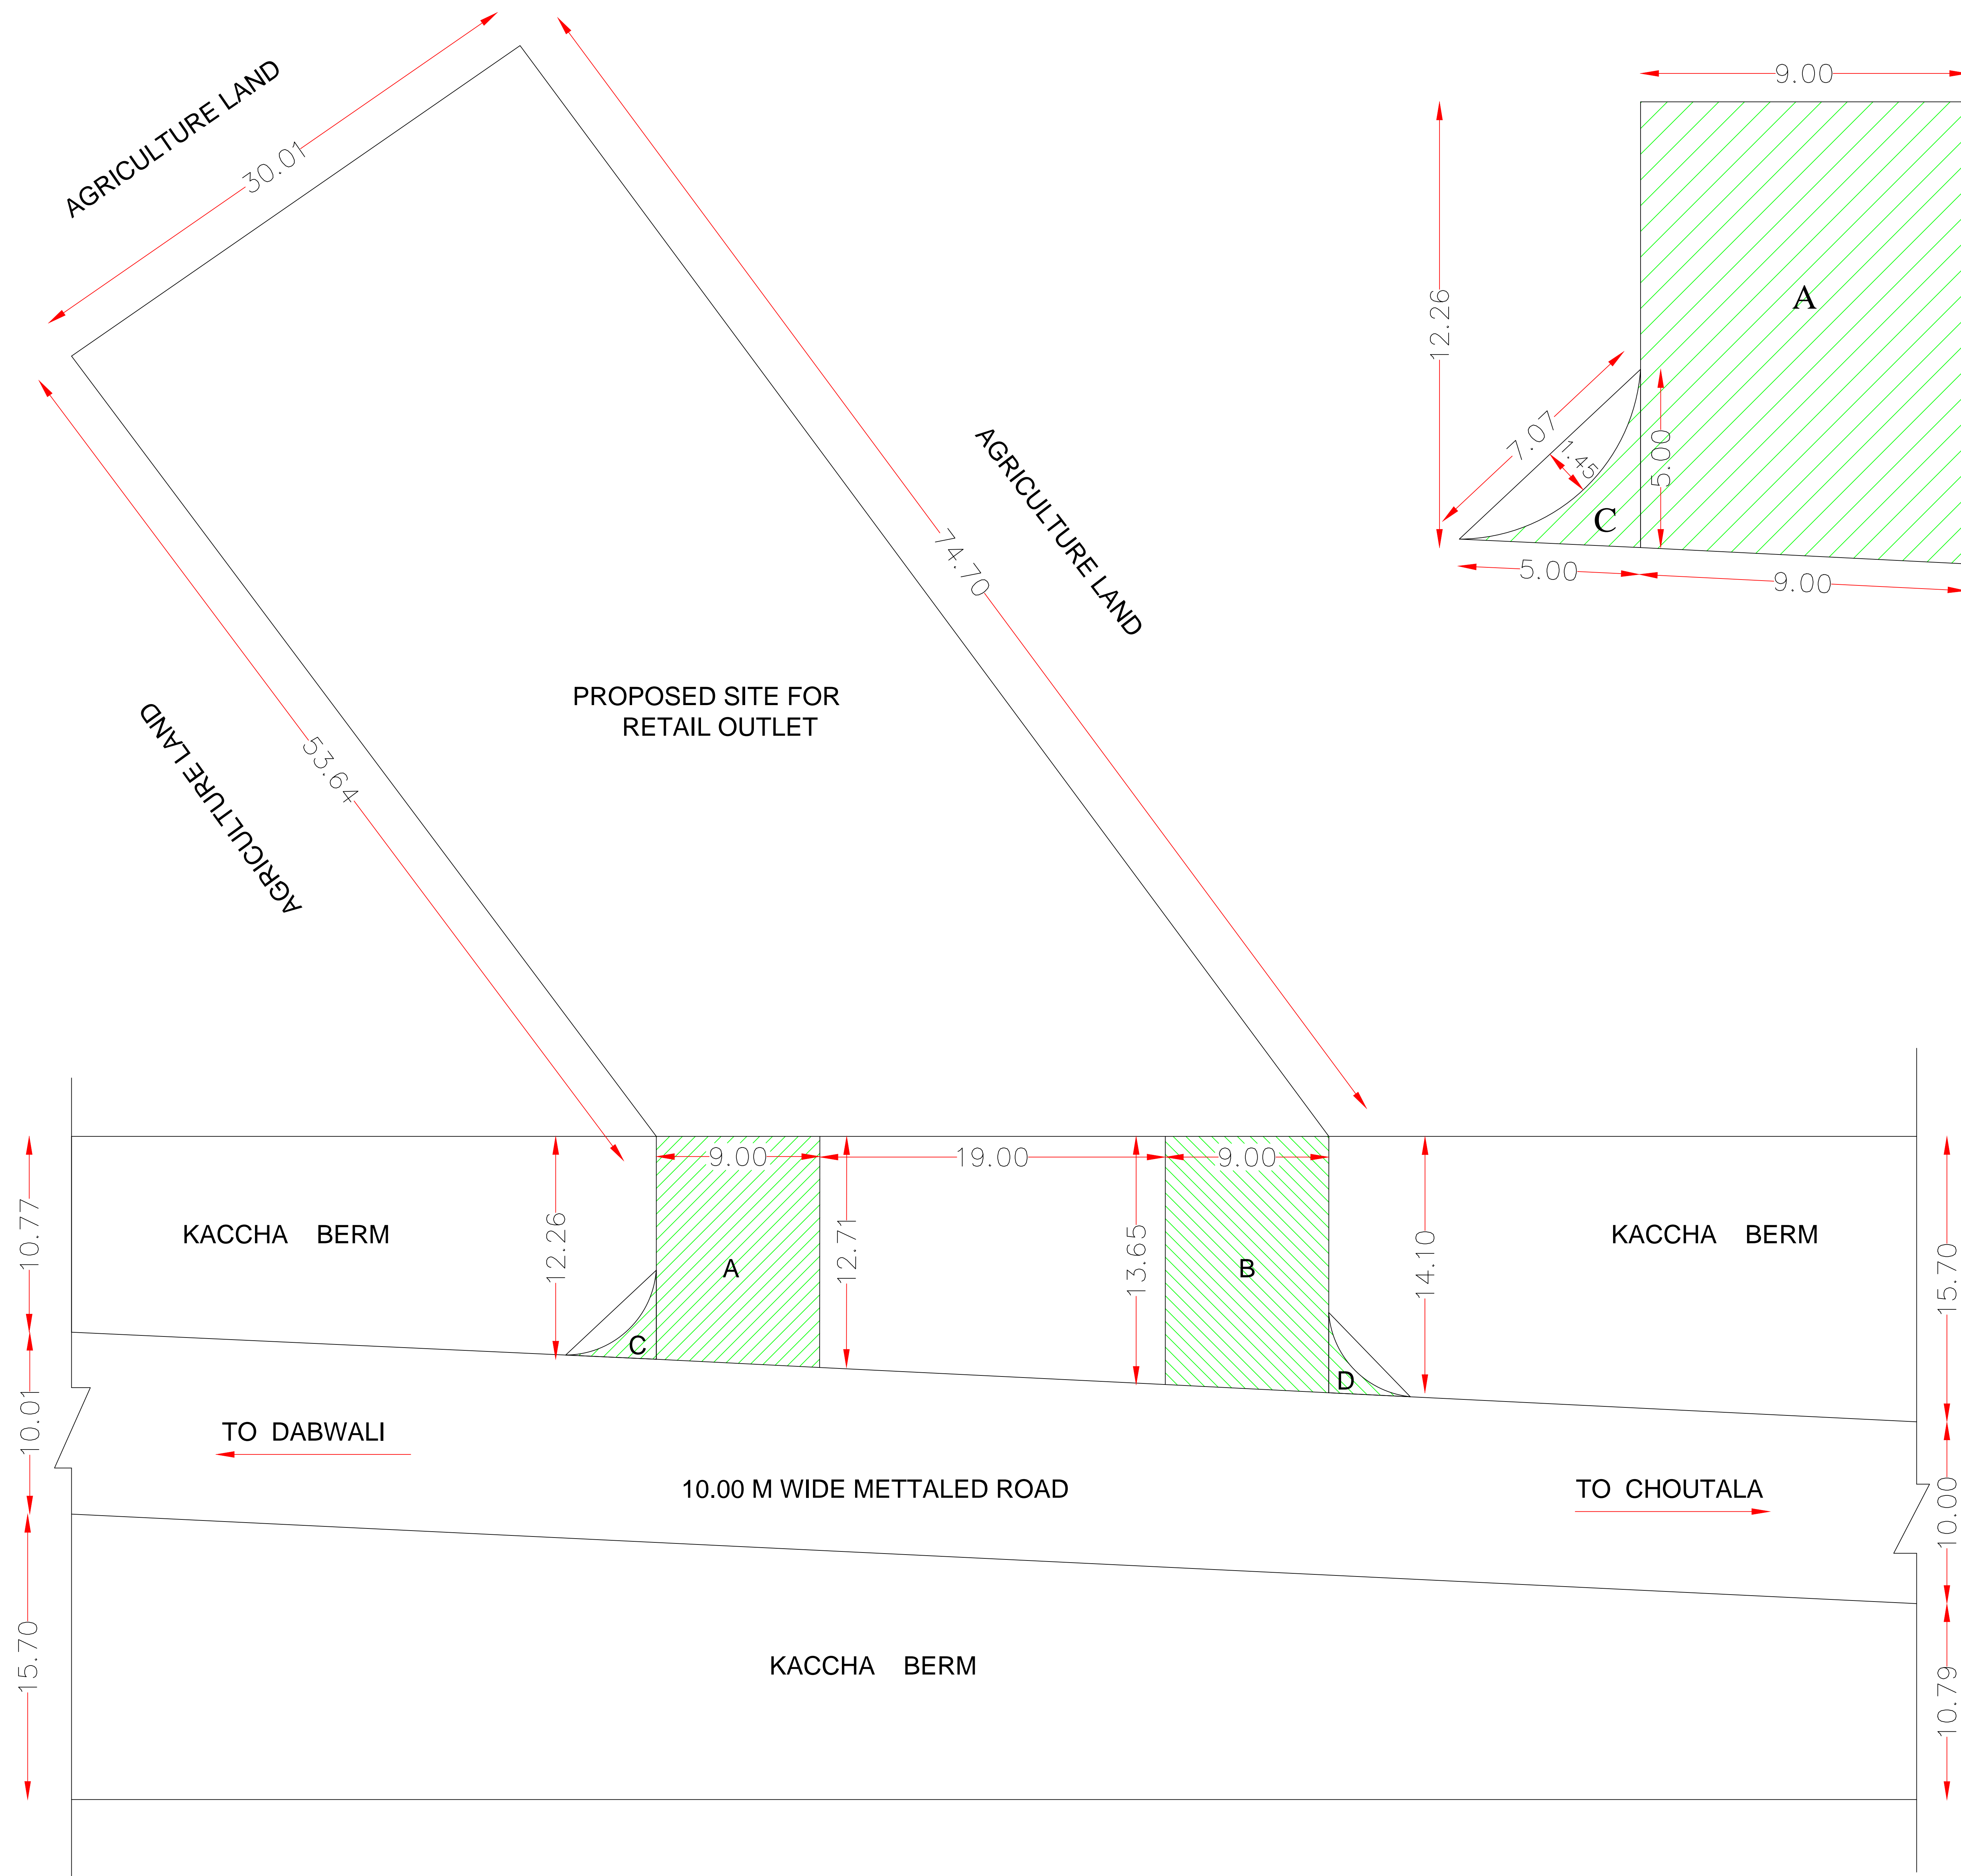 AGRICULTURE LAND
30.01
9.00
12.26
A
7.07
1.45
5.00
C
5.00
9.00
AGRICULTURE LAND
74.70
PROPOSED SITE FOR
RETAIL OUTLET
AGRICULTURE LAND
53.64
10.77
KACCHA BERM
12.26
9.00
19.00
9.00
A
12.71
13.65
B
14.10
KACCHA BERM
15.70
C
D
10.01
TO DABWALI
10.00 M WIDE METTALED ROAD
TO CHOUTALA
10.00
15.70
KACCHA BERM
10.79